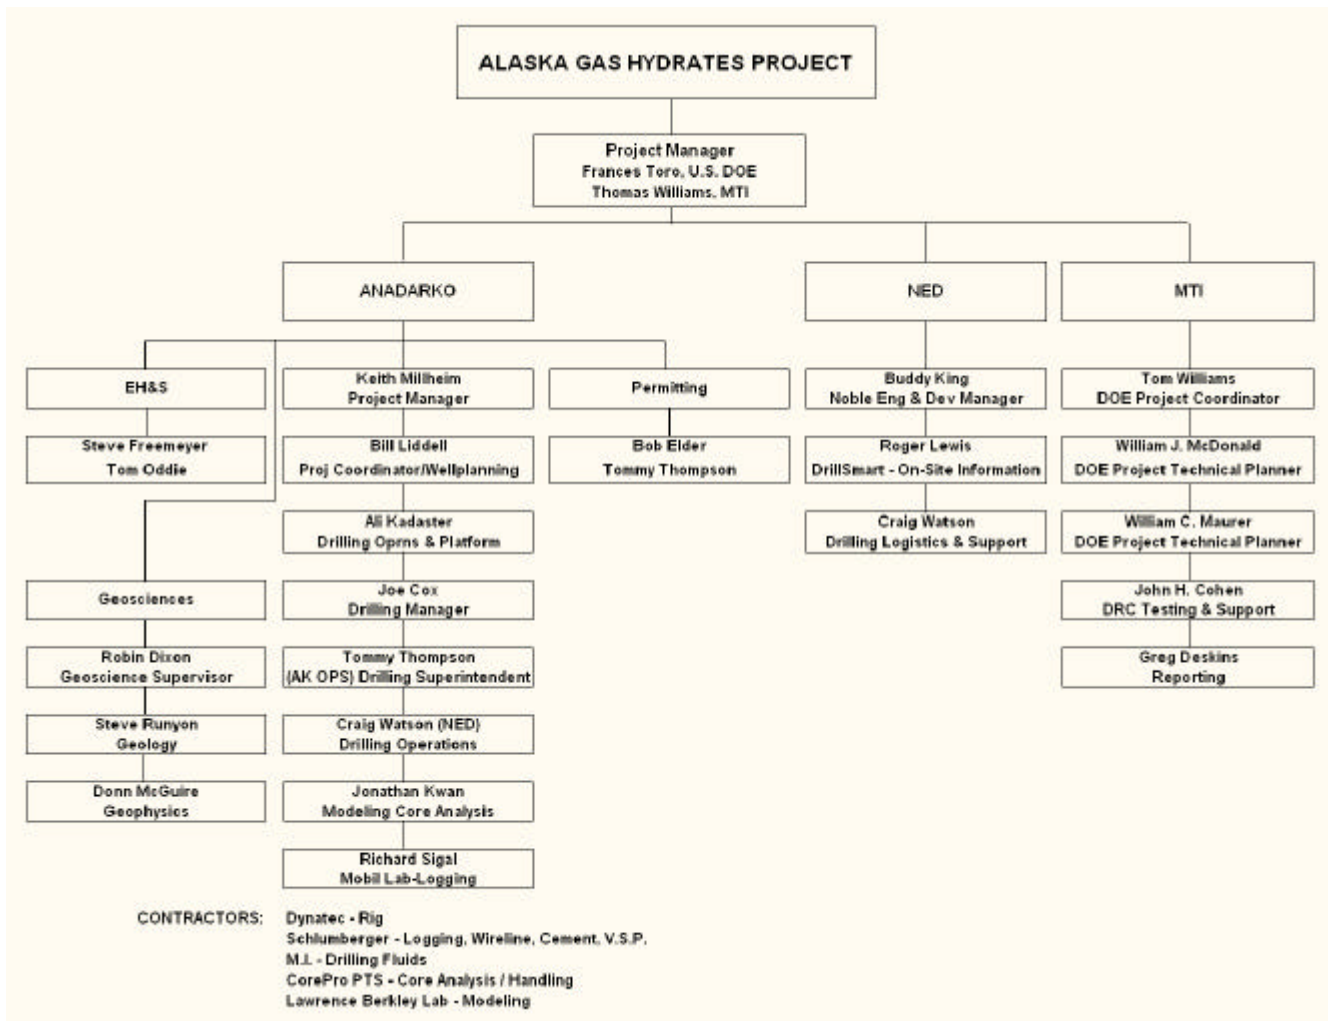 ALASKA GAS HYDRATES PROJECT
Project Manager
Frances Toro, U.S. DOE
Thomas Williams, MTI
ANADARKO
NED
MTI
EH&S
Steve Freemeyer
Tom Oddie
Geosciences
Robin Dixon
Geoscience Supervisor
Steve Runyon
Geology
Donn McGuire
Geophysics
Keith Millheim
Project Manager
Bill Liddell
Proj Coordinator/Wellplanning
Ali Kadaster
Drilling Oprns & Platform
Joe Cox
Drilling Manager
Tommy Thompson
(AK OPS) Drilling Superintendent
Craig Watson (NED)
Drilling Operations
Jonathan Kwan
Modeling Core Analysis
Richard Sigal
Mobil Lab-Logging
Permitting
Bob Elder
Tommy Thompson
Buddy King
Noble Eng & Dev Manager
Roger Lewis
DrillSmart - On-Site Information
Craig Watson
Drilling Logistics & Support
Tom Williams
DOE Project Coordinator
William J. McDonald
DOE Project Technical Planner
William C. Maurer
DOE Project Technical Planner
John H. Cohen
DRC Testing & Support
Greg Deskins
Reporting
CONTRACTORS: Dynatec - Rig
Schlumberger - Logging, Wireline, Cement, V.S.P.
M.I. - Drilling Fluids
CorePro PTS - Core Analysis / Handling
Lawrence Berkley Lab - Modeling